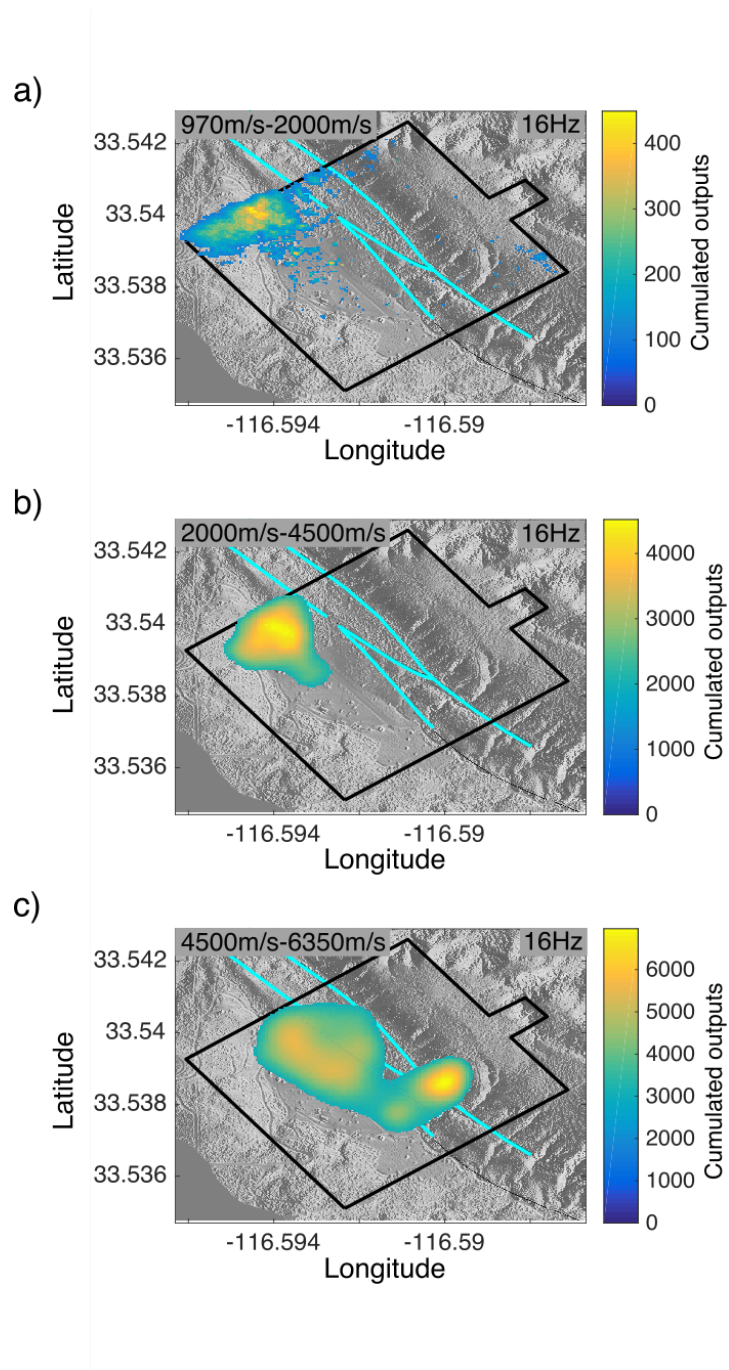 a)
970m/s-2000m/s 16Hz
33.542
33.54
33.538
33.536
Latitude
-116.594 -116.59
Longitude
400
300
200
100
0
Cumulated outputs
b)
2000m/s-4500m/s 16Hz
33.542
33.54
33.538
33.536
Latitude
-116.594 -116.59
Longitude
4000
3000
2000
1000
0
Cumulated outputs
c)
4500m/s-6350m/s 16Hz
33.542
33.54
33.538
33.536
Latitude
-116.594 -116.59
Longitude
6000
5000
4000
3000
2000
1000
0
Cumulated outputs